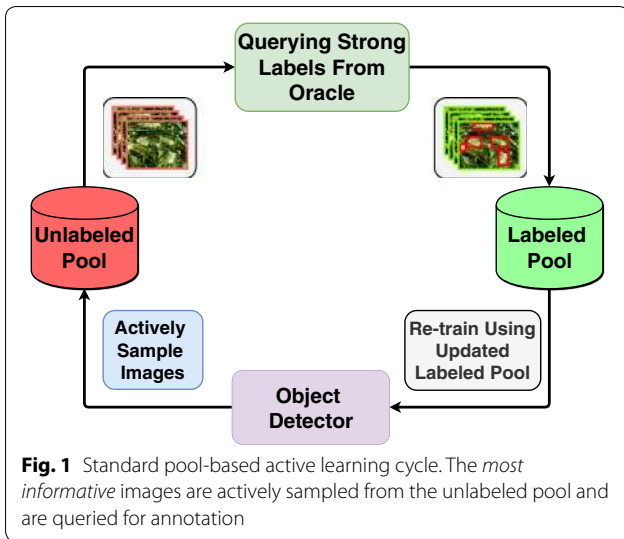 Querying Strong
Labels From
Oracle
Unlabeled
Pool
Labeled
Pool
Actively
Sample
Images
Re-train Using
Updated
Labeled Pool
Object
Detector
Fig. 1 Standard pool-based active learning cycle. The most
informative images are actively sampled from the unlabeled pool and
are queried for annotation